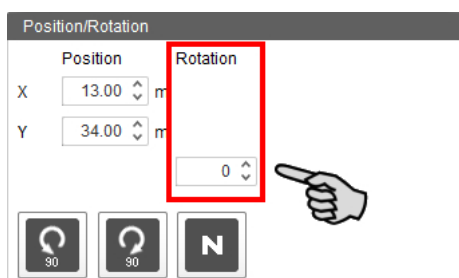 Position/Rotation
Position Rotation
X 13.00 m
Y 34.00 m
0
90 90 N